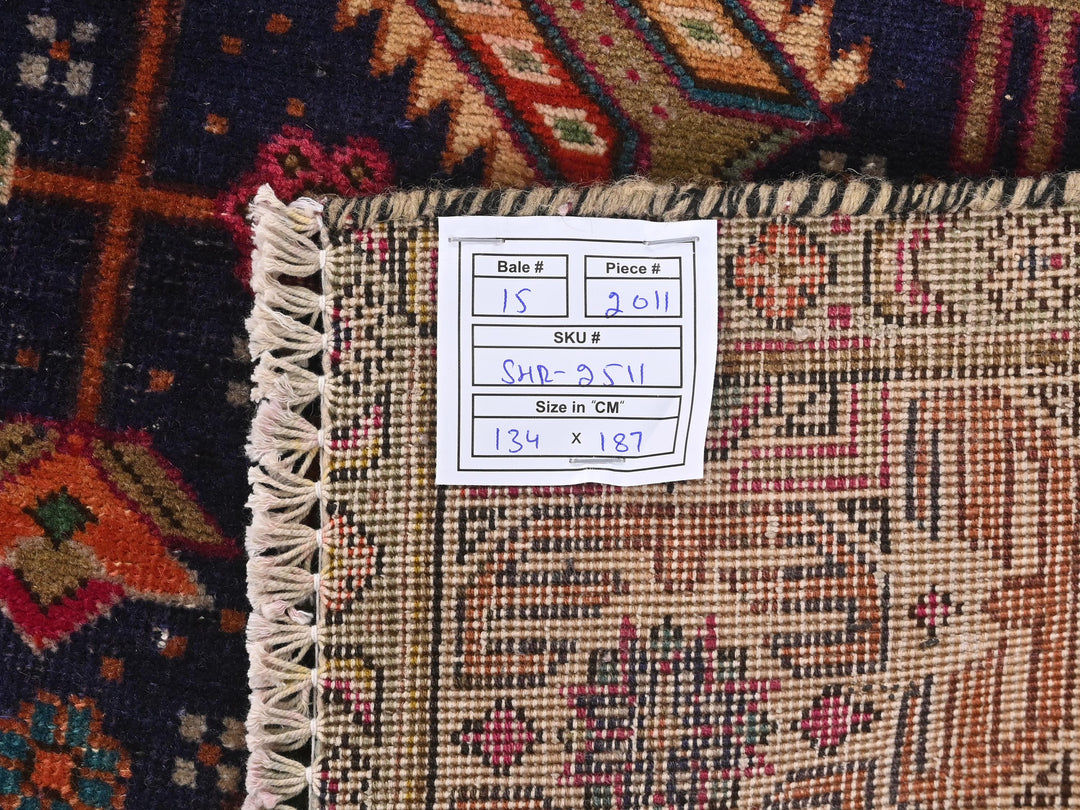 Bale # Piece #
15 2011
SKU #
SHR-2511
Size in "CM"
134 x 187